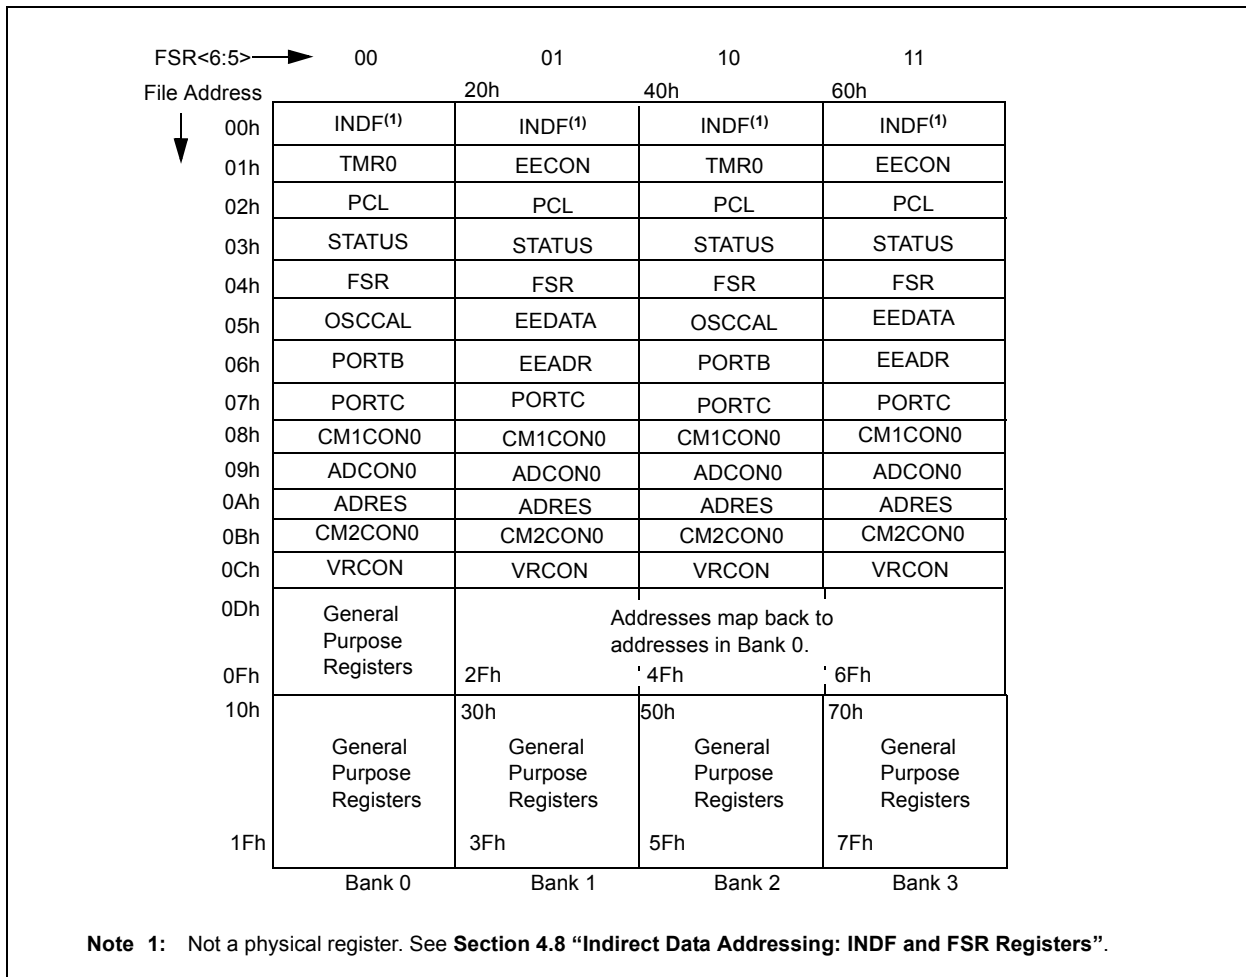 FSR<6:5> 00 01 10 11
File Address 20h 40h 60h
00h INDF(1) INDF(1) INDF(1) INDF(1)
01h TMR0 EECON TMR0 EECON
02h PCL PCL PCL PCL
03h STATUS STATUS STATUS STATUS
04h FSR FSR FSR FSR
05h OSCCAL EEDATA OSCCAL EEDATA
06h PORTB EEADR PORTB EEADR
07h PORTC PORTC PORTC PORTC
08h CM1CON0 CM1CON0 CM1CON0 CM1CON0
09h ADCON0 ADCON0 ADCON0 ADCON0
0Ah ADRES ADRES ADRES ADRES
0Bh CM2CON0 CM2CON0 CM2CON0 CM2CON0
0Ch VRCON VRCON VRCON VRCON
0Dh General Addresses map back to
Purpose addresses in Bank 0.
0Fh Registers 2Fh 4Fh 6Fh
10h 30h 50h 70h
General General General General
Purpose Purpose Purpose Purpose
Registers Registers Registers Registers
1Fh 3Fh 5Fh 7Fh
Bank 0 Bank 1 Bank 2 Bank 3
Note 1: Not a physical register. See Section 4.8 “Indirect Data Addressing: INDF and FSR Registers”.